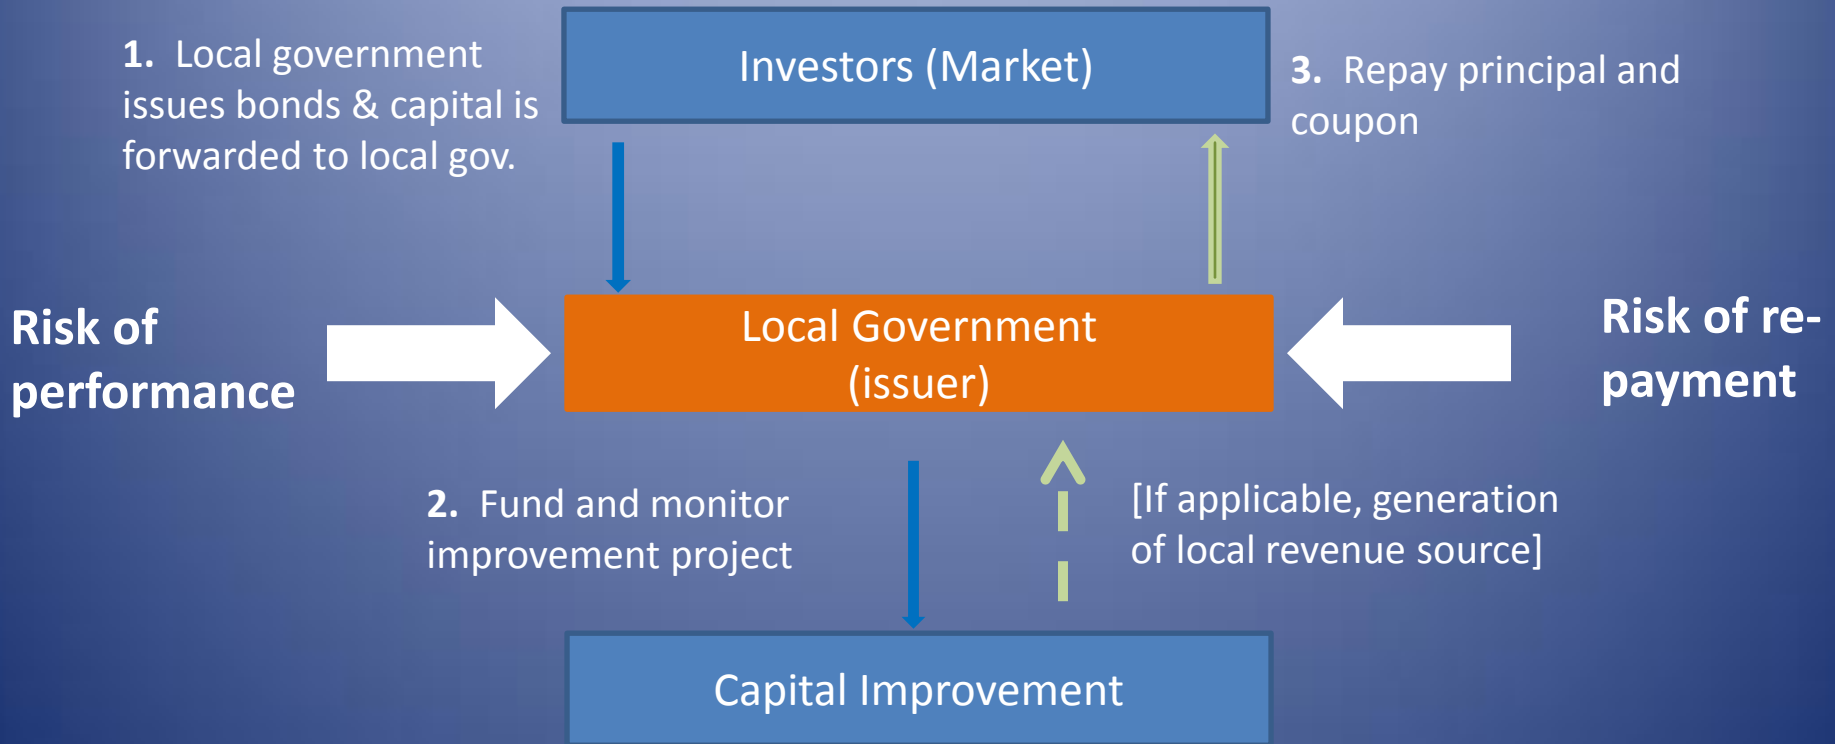 1. Local government
issues bonds & capital is
forwarded to local gov.
Investors (Market)
3. Repay principal and
coupon
Risk of
performance
Local Government
(issuer)
Risk of re-
payment
2. Fund and monitor
improvement project
[If applicable, generation
of local revenue source]
Capital Improvement